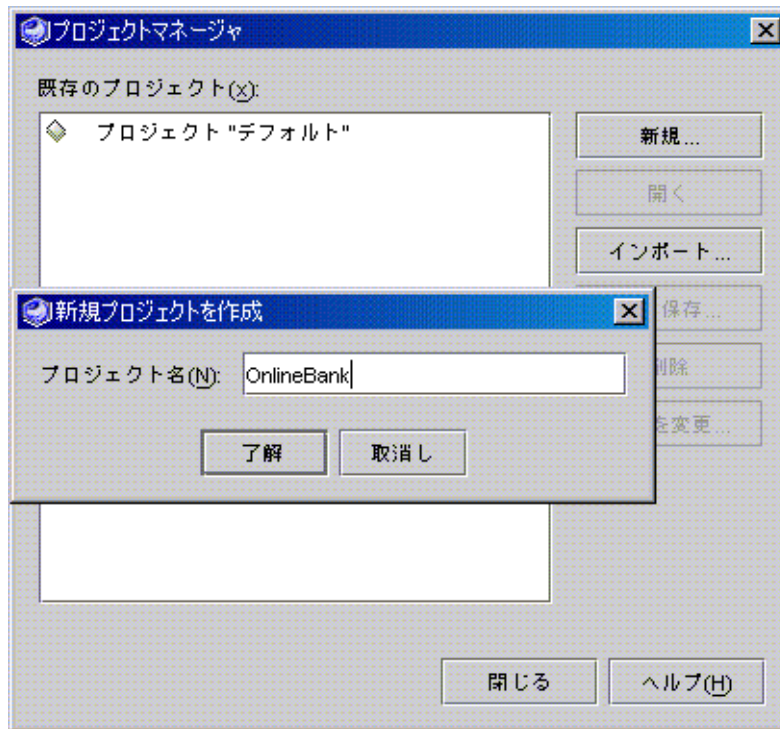 プロジェクトマネージャ
既存のプロジェクト(x):
プロジェクト "デフォルト"
新規...
開く
インポート...
保存...
新規プロジェクトを作成
プロジェクト名(N): OnlineBank
削除
を変更...
了解 取消し
閉じる ヘルプ(H)